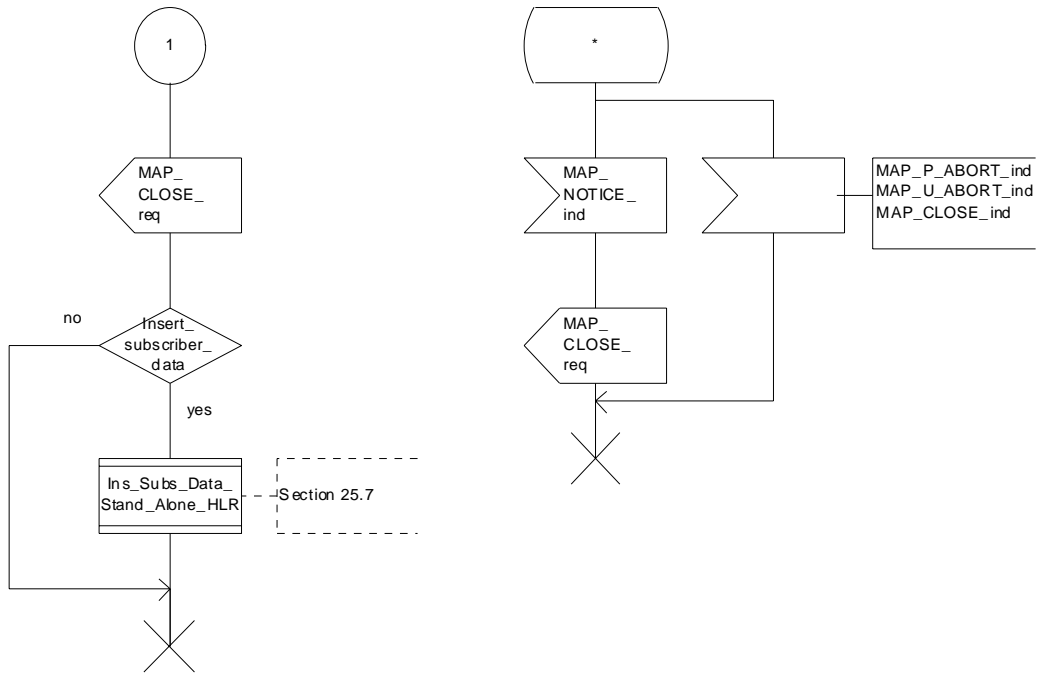 1
MAP_
CLOSE_
req
no
Insert_
subscriber_
data
yes
Ins_Subs_Data_
Stand_Alone_HLR
Section 25.7
*
MAP_
NOTICE_
ind
MAP_P_ABORT_ind
MAP_U_ABORT_ind
MAP_CLOSE_ind
MAP_
CLOSE_
req